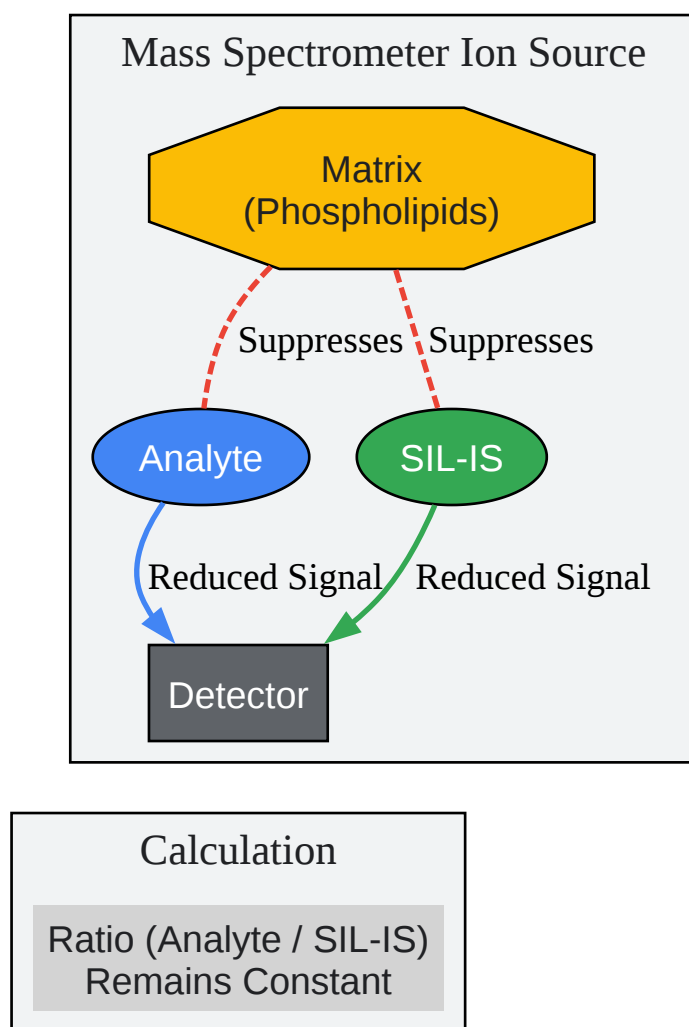 Mass Spectrometer Ion Source
Matrix
(Phospholipids)
Suppresses Suppresses
Analyte SIL-IS
Reduced Signal Reduced Signal
Detector
Calculation
Ratio (Analyte / SIL-IS)
Remains Constant